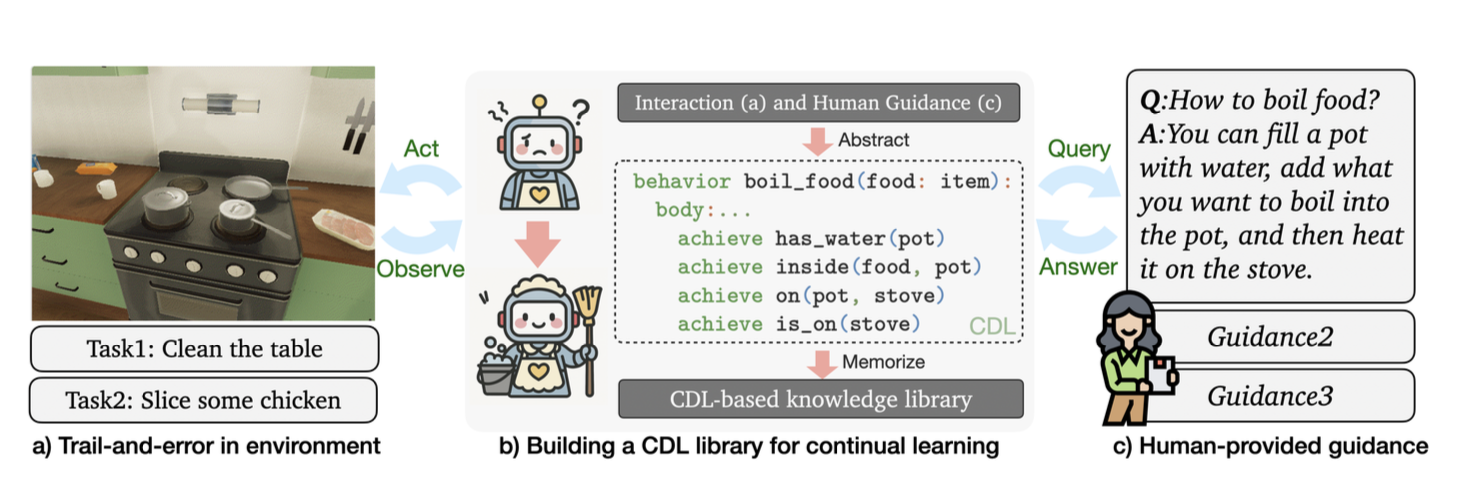 Task1: Clean the table
Task2: Slice some chicken
a) Trail-and-error in environment
Act
Observe
?
Interaction (a) and Human Guidance (c)
Abstract
behavior boil_food(food: item):
body:...
achieve has_water(pot)
achieve inside(food, pot)
achieve on(pot, stove)
achieve is_on(stove)
CDL
Memorize
CDL-based knowledge library
b) Building a CDL library for continual learning
Query
Answer
Q:How to boil food?
A:You can fill a pot
with water, add what
you want to boil into
the pot, and then heat
it on the stove.
Guidance2
Guidance3
c) Human-provided guidance